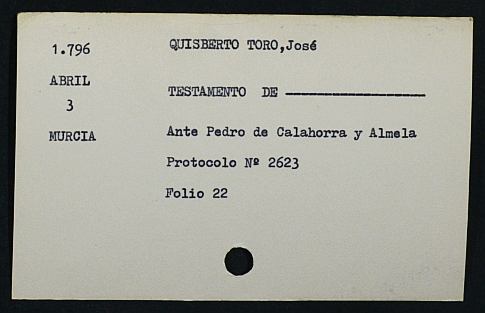 1.796
ABRIL
3
MURCIA
QUISBERTO TORO,José
TESTAMENTO DE ------------------
Ante Pedro de Calahorra y Almela
Protocolo Nº 2623
Folio 22